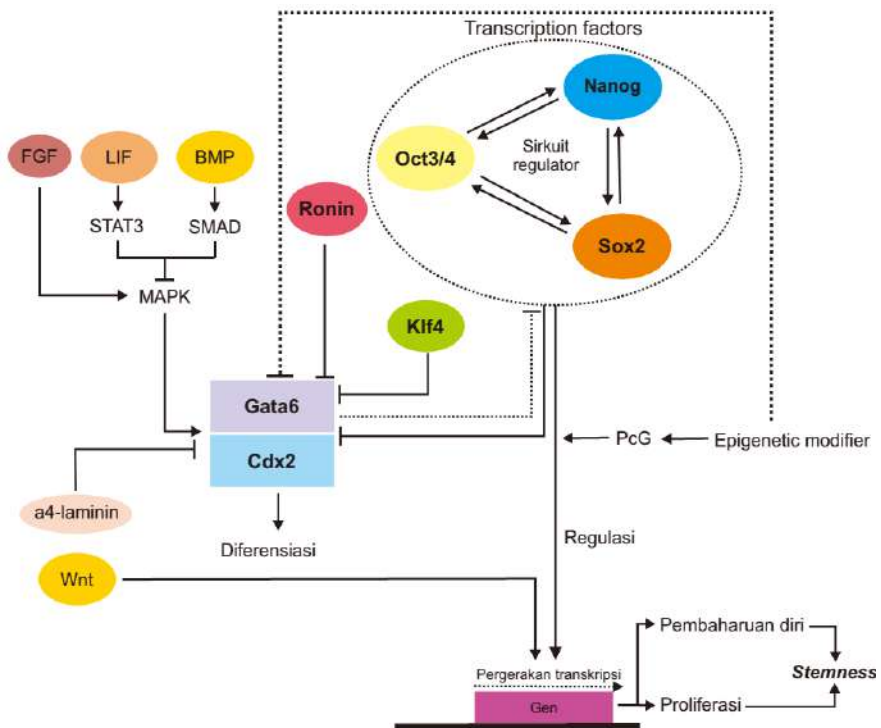 Transcription factors
Nanog
Oct3/4
Sirkuit
regulator
Sox2
FGF
LIF
BMP
STAT3
SMAD
MAPK
Ronin
Klf4
Gata6
Cdx2
a4-laminin
Diferensiasi
Wnt
PcG
Epigenetic modifier
Regulasi
Pergerakan transkripsi
Gen
Pembaharuan diri
Stemness
Proliferasi